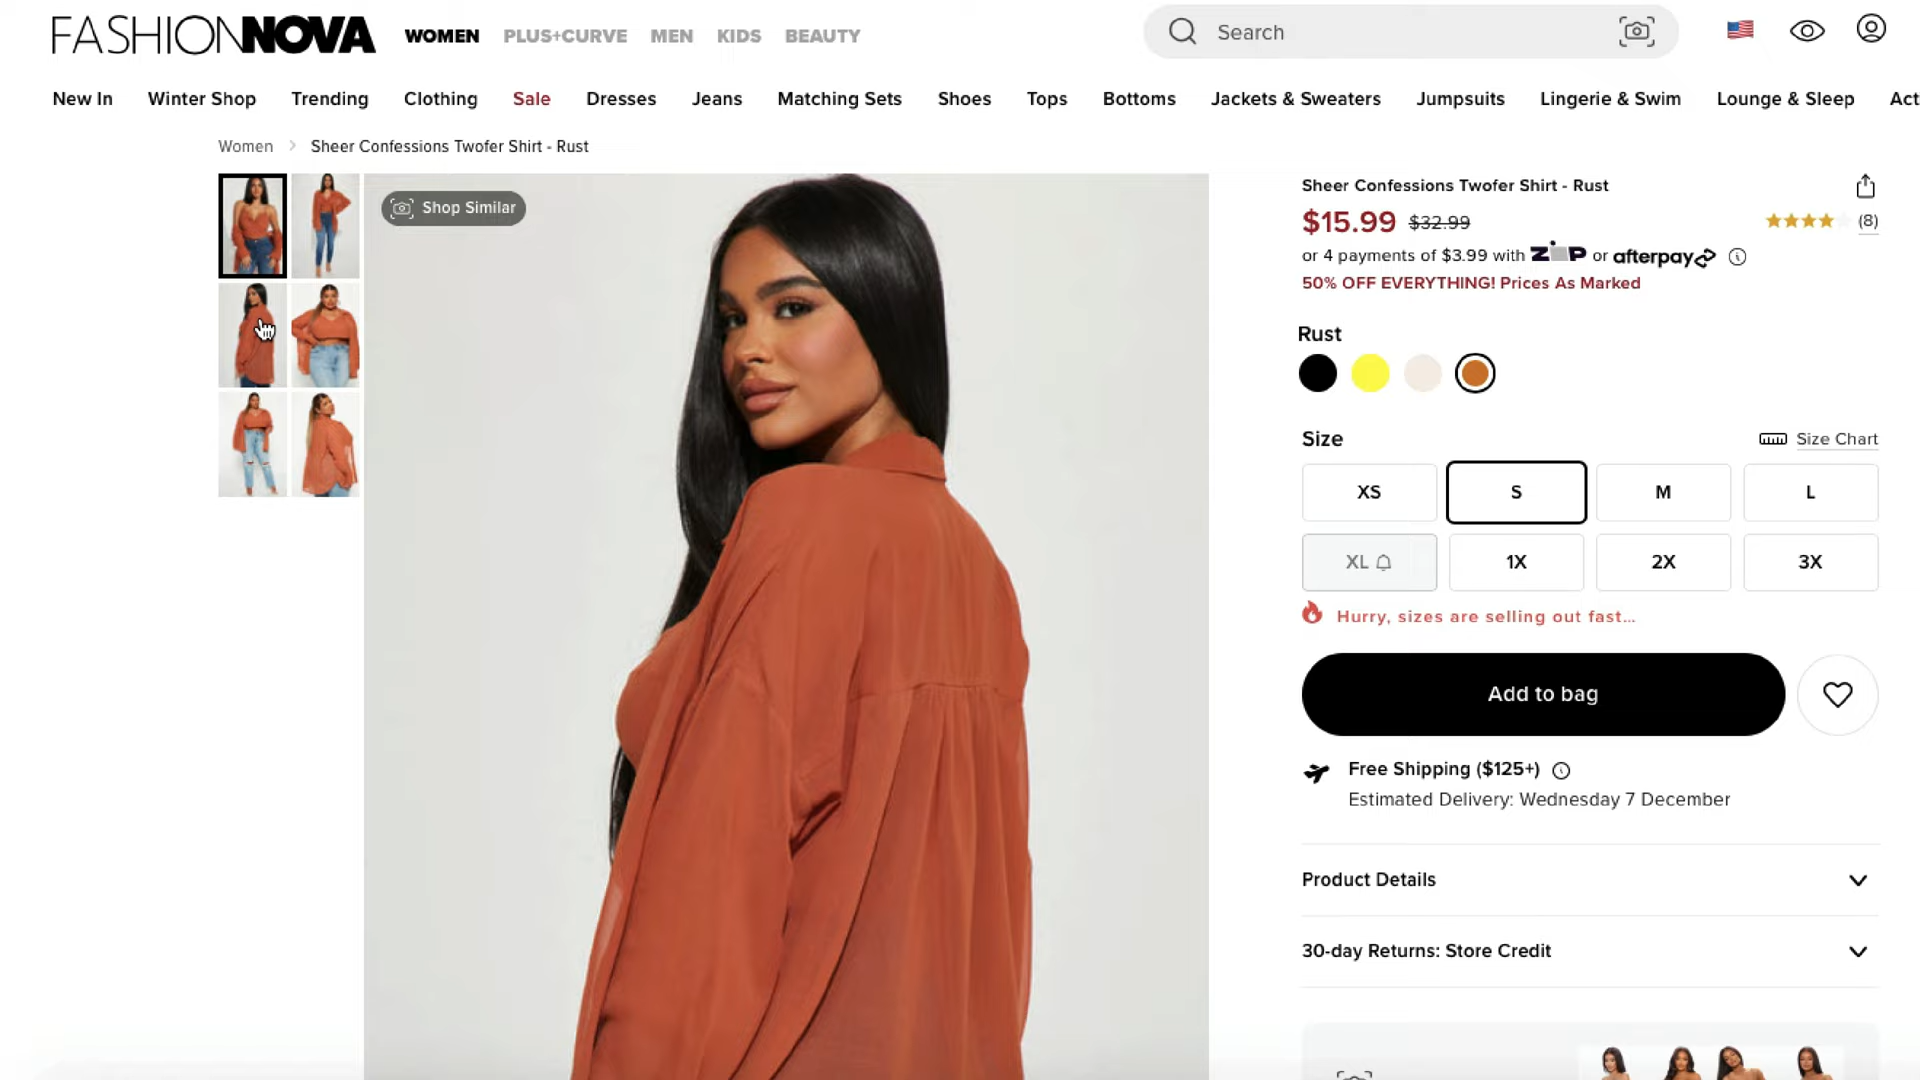 FASHIONNOVA
WOMEN
PLUS+CURVE
MEN
KIDS
BEAUTY
Search
New In
Winter Shop
Trending
Clothing
Sale
Dresses
Jeans
Matching Sets
Shoes
Tops
Bottoms
Jackets & Sweaters
Jumpsuits
Lingerie & Swim
Lounge & Sleep
Act
Women > Sheer Confessions Twofer Shirt - Rust
Shop Similar
Sheer Confessions Twofer Shirt - Rust
$15.99 $32.99
(8)
or 4 payments of $3.99 with ZIP or afterpay
50% OFF EVERYTHING! Prices As Marked
Rust
Size
Size Chart
XS
S
M
L
XL
1X
2X
3X
Hurry, sizes are selling out fast...
Add to bag
Free Shipping ($125+)
Estimated Delivery: Wednesday 7 December
Product Details
30-day Returns: Store Credit